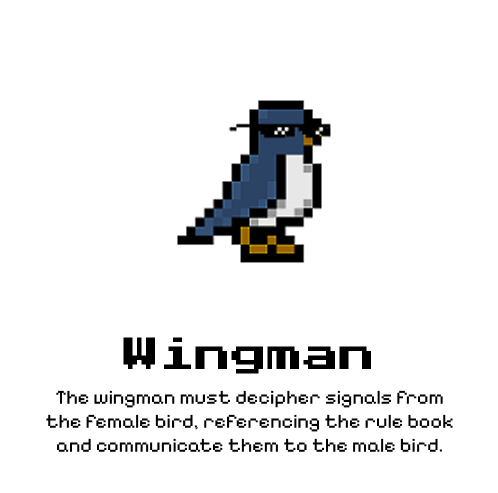 Wingman
The wingman must decipher signals from
the female bird, referencing the rule book
and communicate them to the male bird.